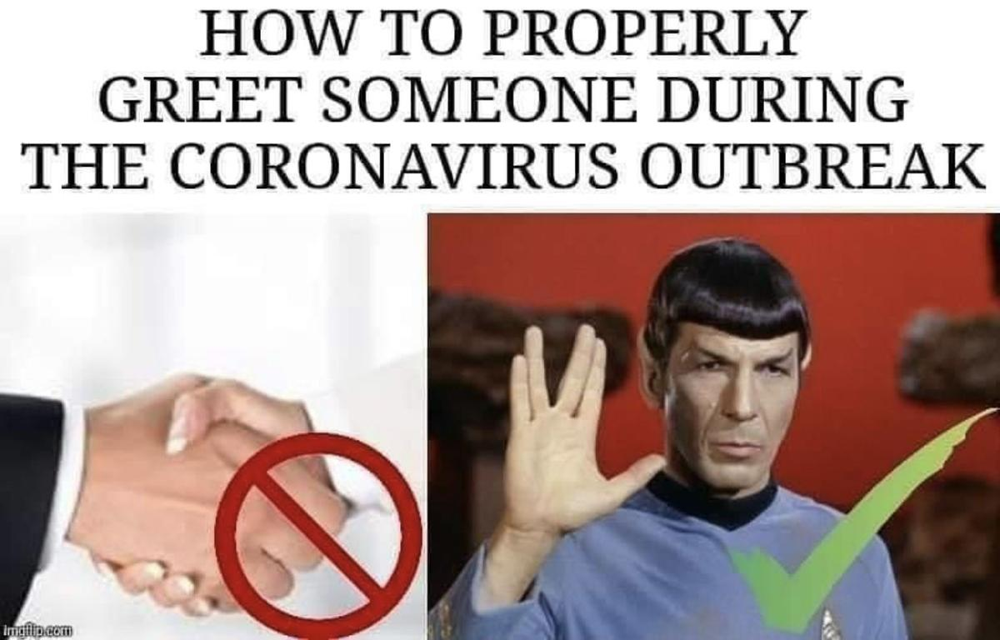 HOW TO PROPERLY
GREET SOMEONE DURING
THE CORONAVIRUS OUTBREAK
imgflip.com